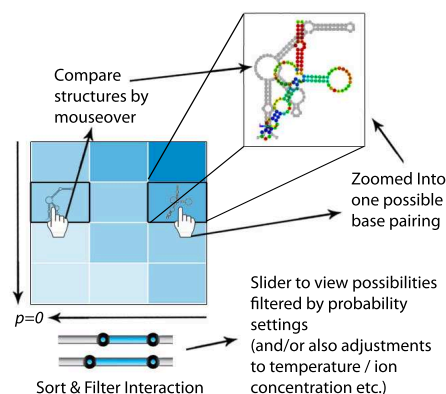 Compare
structures by
mouseover
Zoomed Into
one possible
base pairing
p=0
Slider to view possibilities
filtered by probability
settings
(and/or also adjustments
to temperature / ion
concentration etc.)
Sort & Filter Interaction